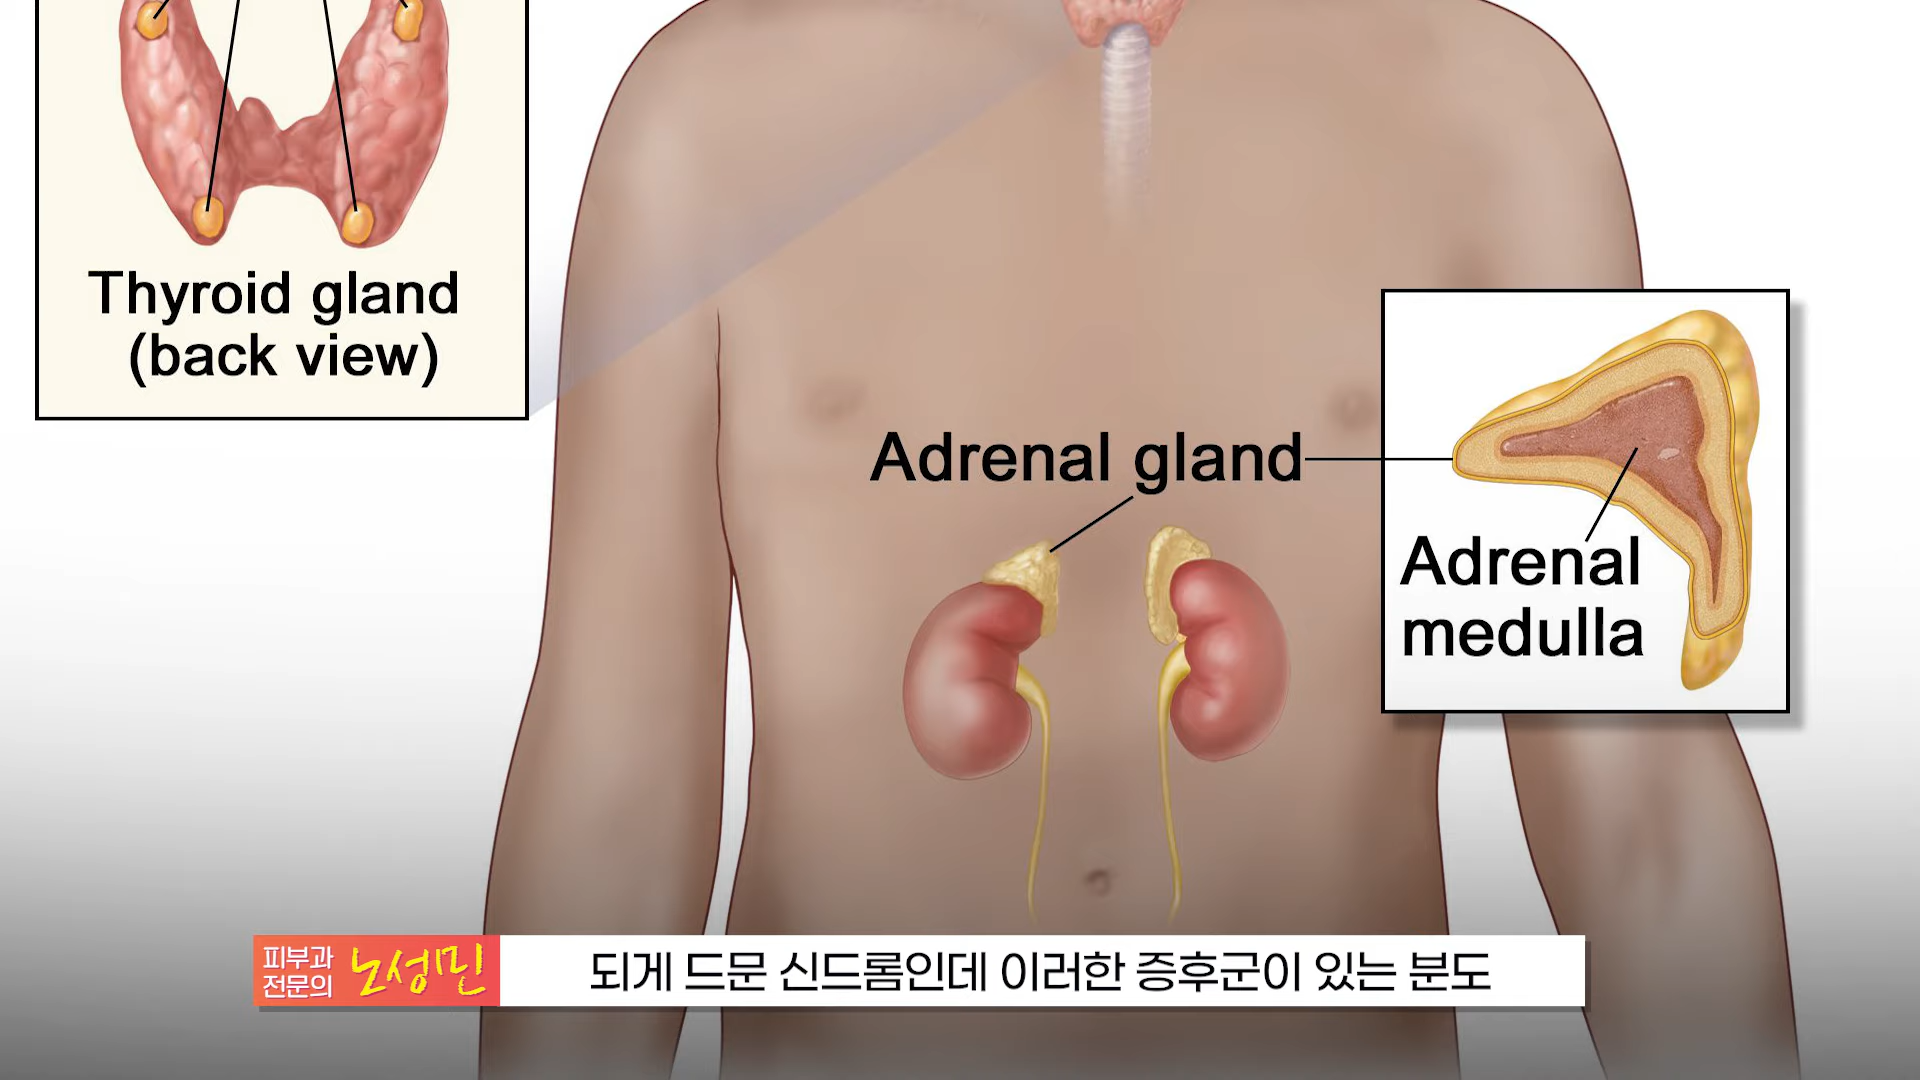 Thyroid gland
(back view)
Adrenal gland
Adrenal
medulla
피부과
전문의
노성민
되게 드문 신드롬인데 이러한 증후군이 있는 분도